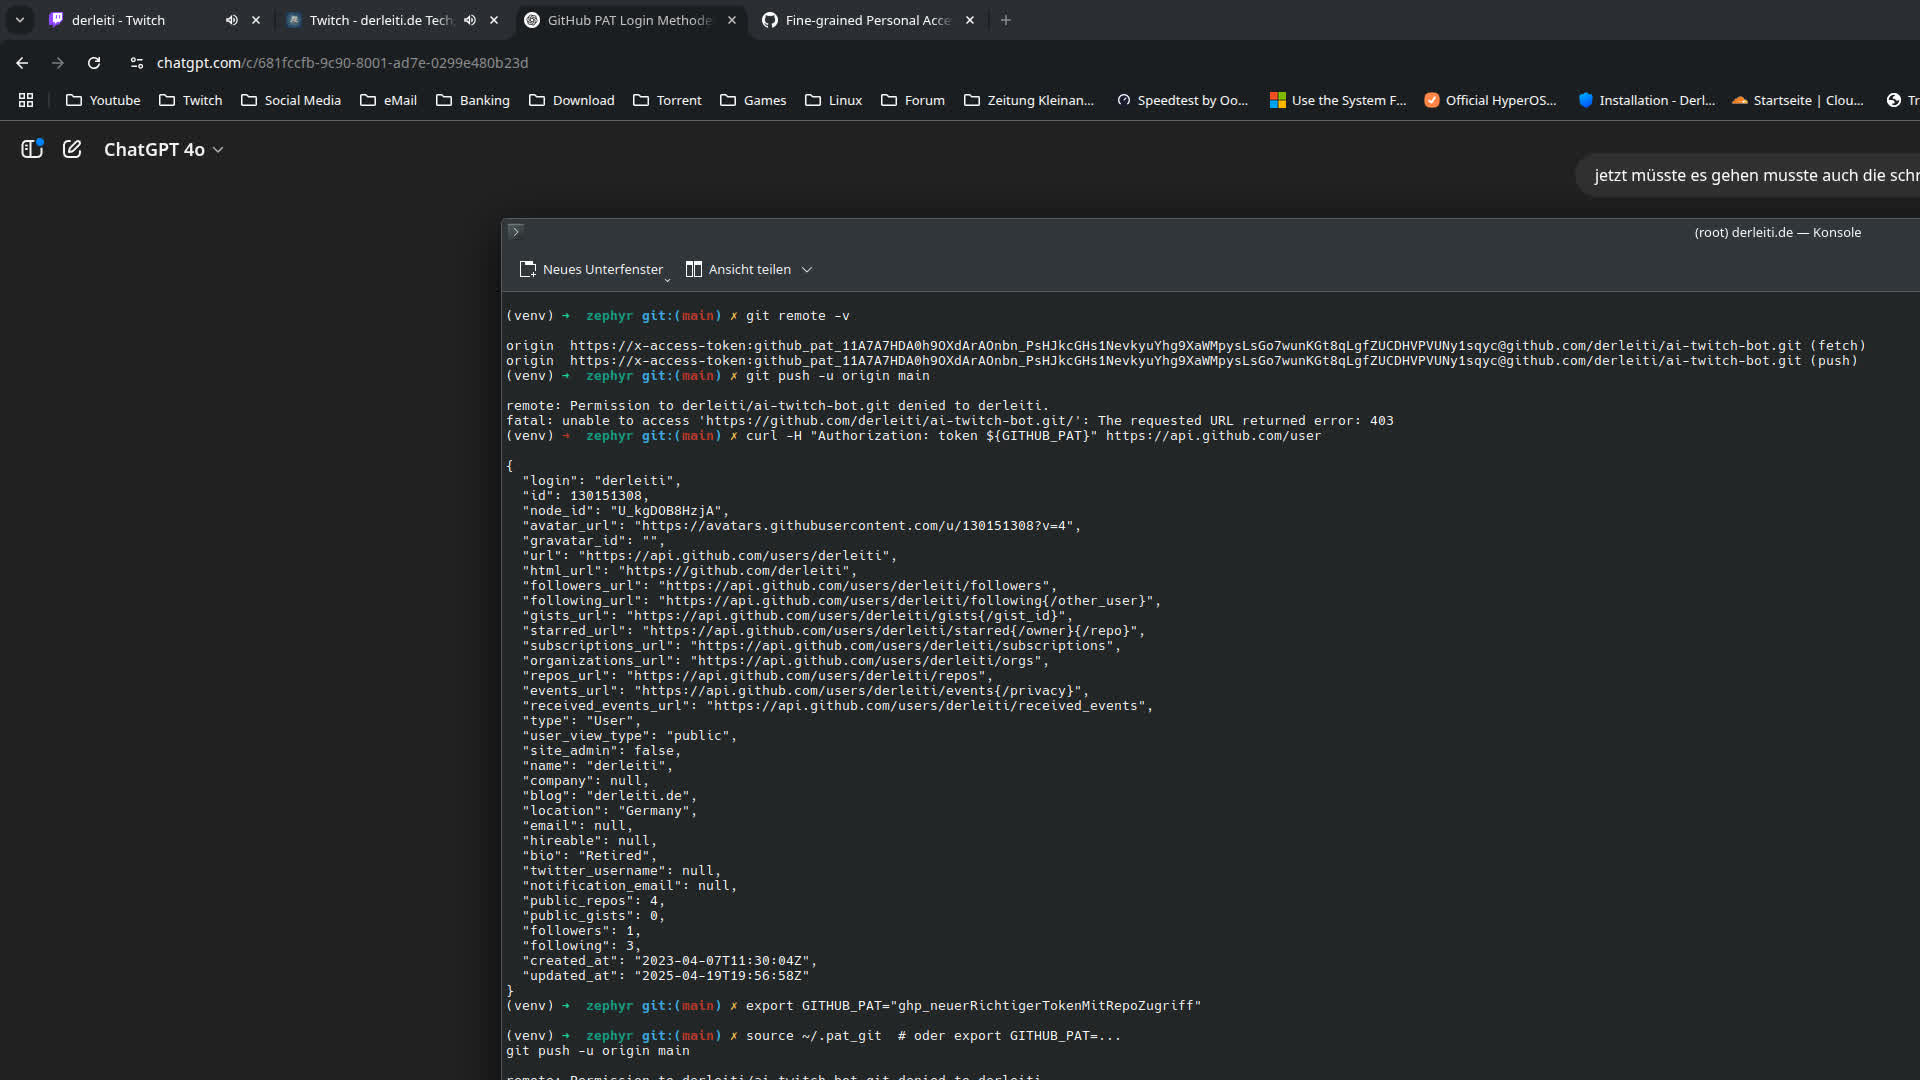 derleiti - Twitch
Twitch - derleiti.de Tech
GitHub PAT Login Methode
Fine-grained Personal Acce
chatgpt.com/c/681fccfb-9c90-8001-ad7e-0299e480b23d
Youtube
Twitch
Social Media
eMail
Banking
Download
Torrent
Games
Linux
Forum
Zeitung Kleinan...
Speedtest by Oo...
Use the System F...
Official HyperOS...
Installation - Derl...
Startseite | Clou...
Tr
ChatGPT 4o
jetzt müsste es gehen musste auch die schr
(root) derleiti.de — Konsole
Neues Unterfenster
Ansicht teilen
(venv) ➜  zephyr git:(main) ✗ git remote -v
origin  https://x-access-token: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@github.com/derleiti/ai-twitch-bot.git (fetch)
origin  https://x-access-token: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@github.com/derleiti/ai-twitch-bot.git (push)
(venv) ➜  zephyr git:(main) ✗ git push -u origin main
remote: Permission to derleiti/ai-twitch-bot.git denied to derleiti.
fatal: unable to access 'https://github.com/derleiti/ai-twitch-bot.git/': The requested URL returned error: 403
(venv) ➜  zephyr git:(main) ✗ curl -H "Authorization: token ${GITHUB_PAT}" https://api.github.com/user
{
  "login": "derleiti",
  "id": 130151308,
  "node_id": "U_kgDOB8HzjA",
  "avatar_url": "https://avatars.githubusercontent.com/u/130151308?v=4",
  "gravatar_id": "",
  "url": "https://api.github.com/users/derleiti",
  "html_url": "https://github.com/derleiti",
  "followers_url": "https://api.github.com/users/derleiti/followers",
  "following_url": "https://api.github.com/users/derleiti/following{/other_user}",
  "gists_url": "https://api.github.com/users/derleiti/gists{/gist_id}",
  "starred_url": "https://api.github.com/users/derleiti/starred{/owner}{/repo}",
  "subscriptions_url": "https://api.github.com/users/derleiti/subscriptions",
  "organizations_url": "https://api.github.com/users/derleiti/orgs",
  "repos_url": "https://api.github.com/users/derleiti/repos",
  "events_url": "https://api.github.com/users/derleiti/events{/privacy}",
  "received_events_url": "https://api.github.com/users/derleiti/received_events",
  "type": "User",
  "user_view_type": "public",
  "site_admin": false,
  "name": "derleiti",
  "company": null,
  "blog": "derleiti.de",
  "location": "Germany",
  "email": null,
  "hireable": null,
  "bio": "Retired",
  "twitter_username": null,
  "notification_email": null,
  "public_repos": 4,
  "public_gists": 0,
  "followers": 1,
  "following": 3,
  "created_at": "2023-04-07T11:30:04Z",
  "updated_at": "2025-04-19T19:56:58Z"
}
(venv) ➜  zephyr git:(main) ✗ export GITHUB_PAT="ghp_neuerRichtigerTokenMitRepoZugriff"
(venv) ➜  zephyr git:(main) ✗ source ~/.pat_git  # oder export GITHUB_PAT=...
git push -u origin main
remote: Permission to derleiti/ai-twitch-bot.git denied to derleiti.